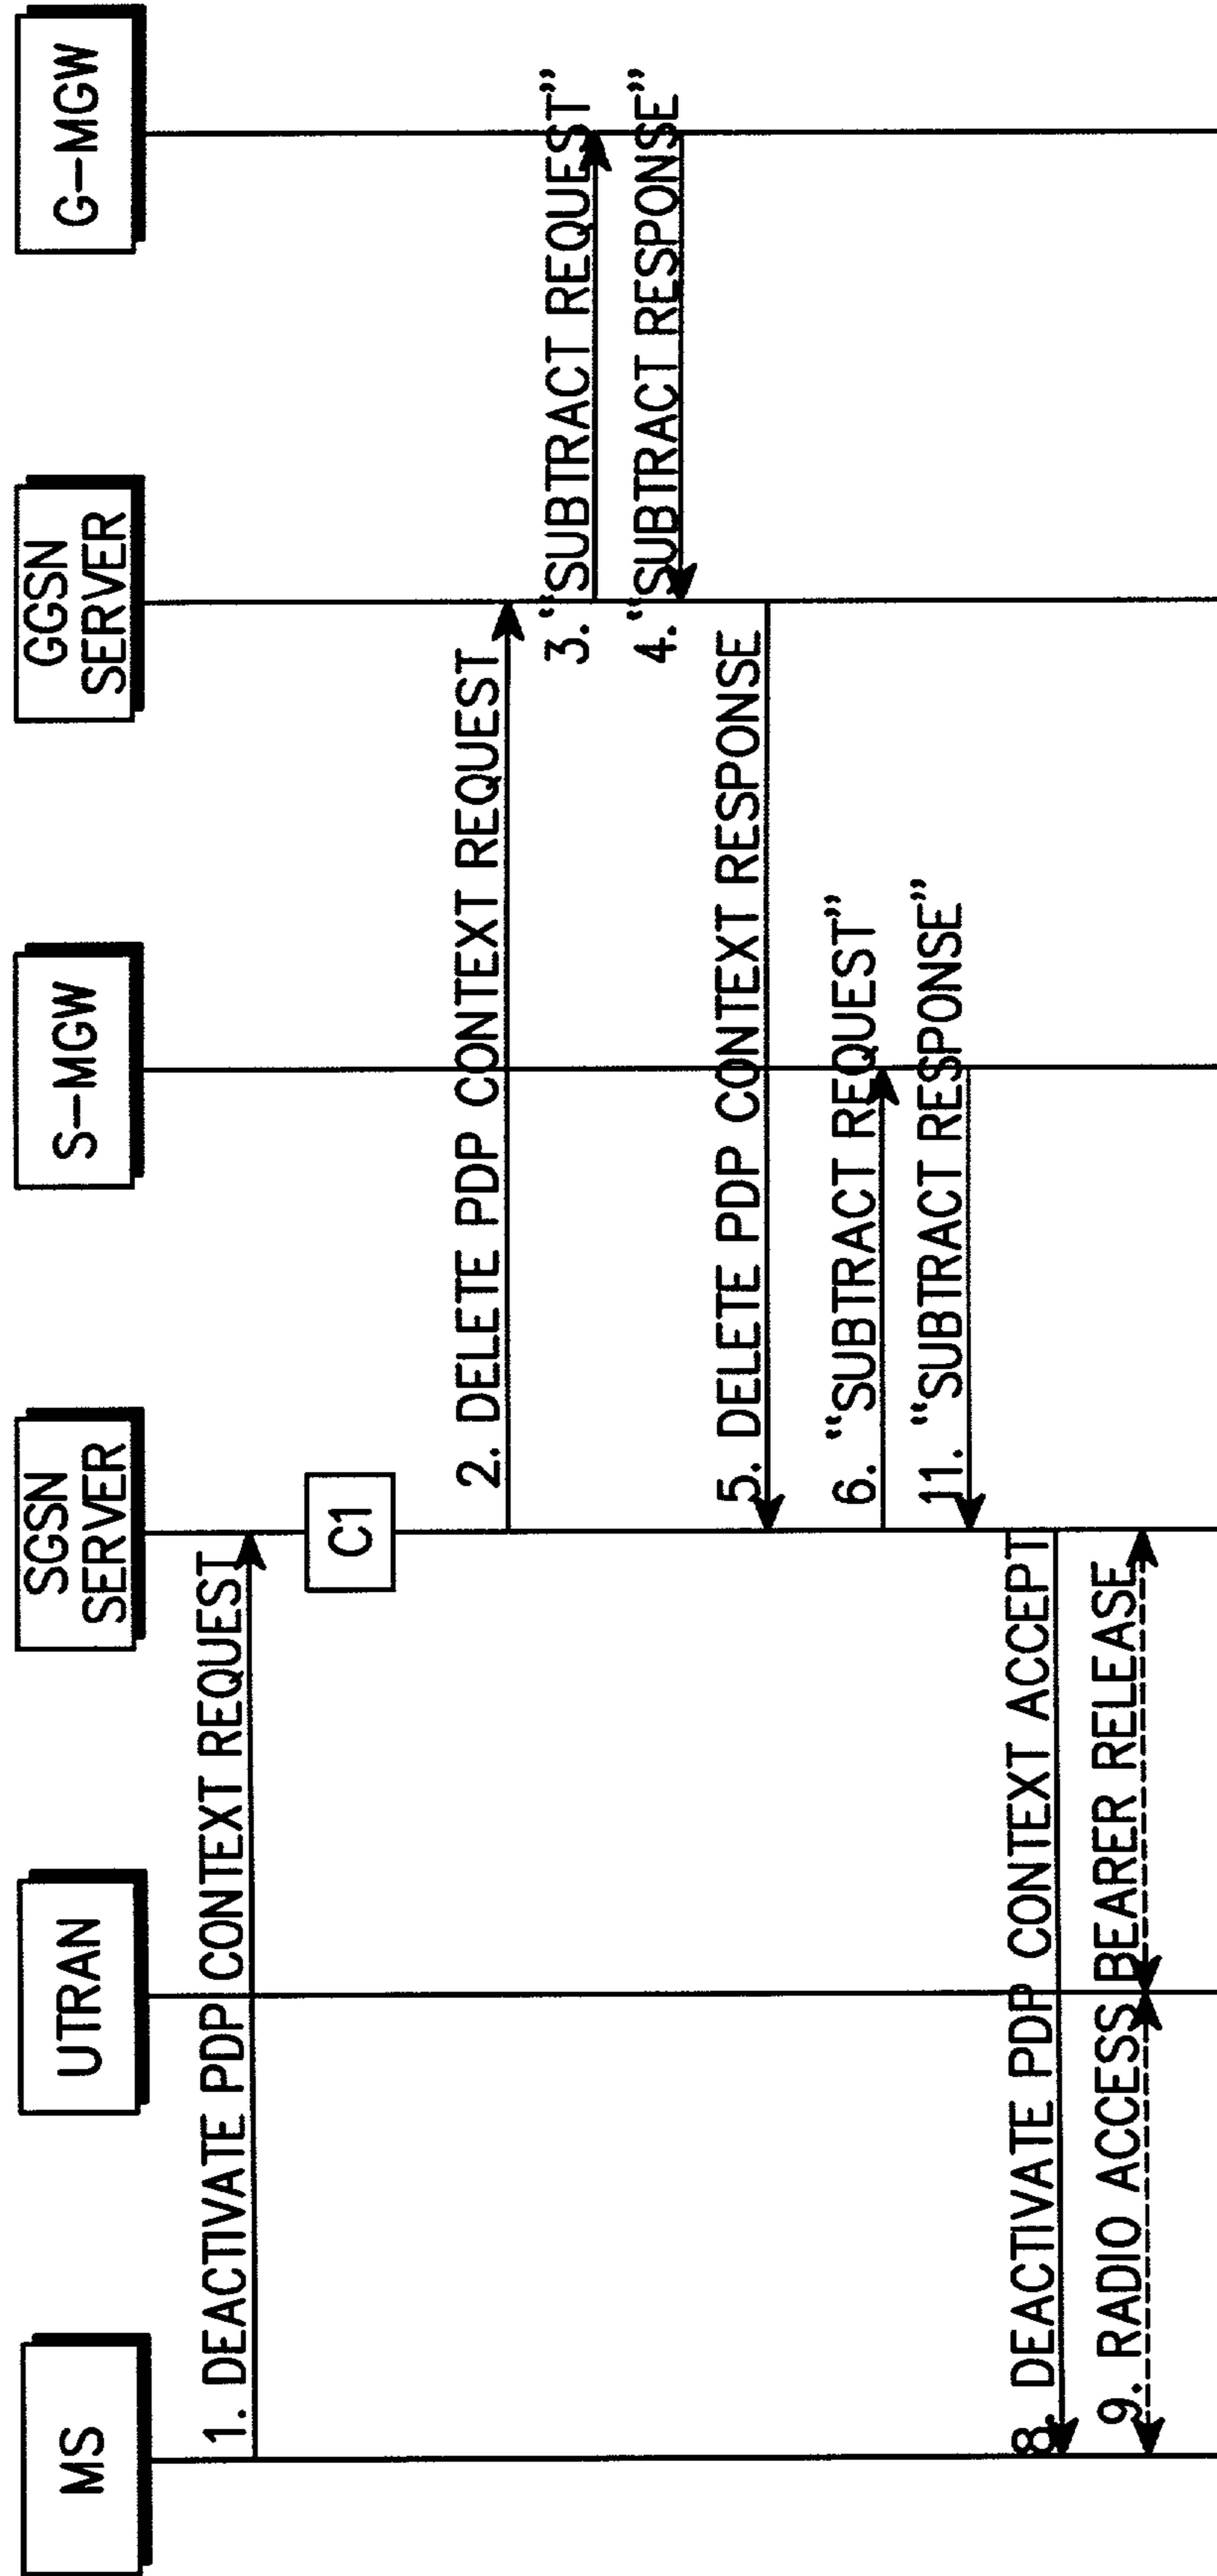 MS
UTRAN
SGSN
SERVER
S-MGW
GGSN
SERVER
G-MGW
1. DEACTIVATE PDP CONTEXT REQUEST
C1
2. DELETE PDP CONTEXT REQUEST
3. “SUBTRACT REQUEST”
4. “SUBTRACT RESPONSE”
5. DELETE PDP CONTEXT RESPONSE
6. “SUBTRACT REQUEST”
11. “SUBTRACT RESPONSE”
8. DEACTIVATE PDP CONTEXT ACCEPT
9. RADIO ACCESS BEARER RELEASE